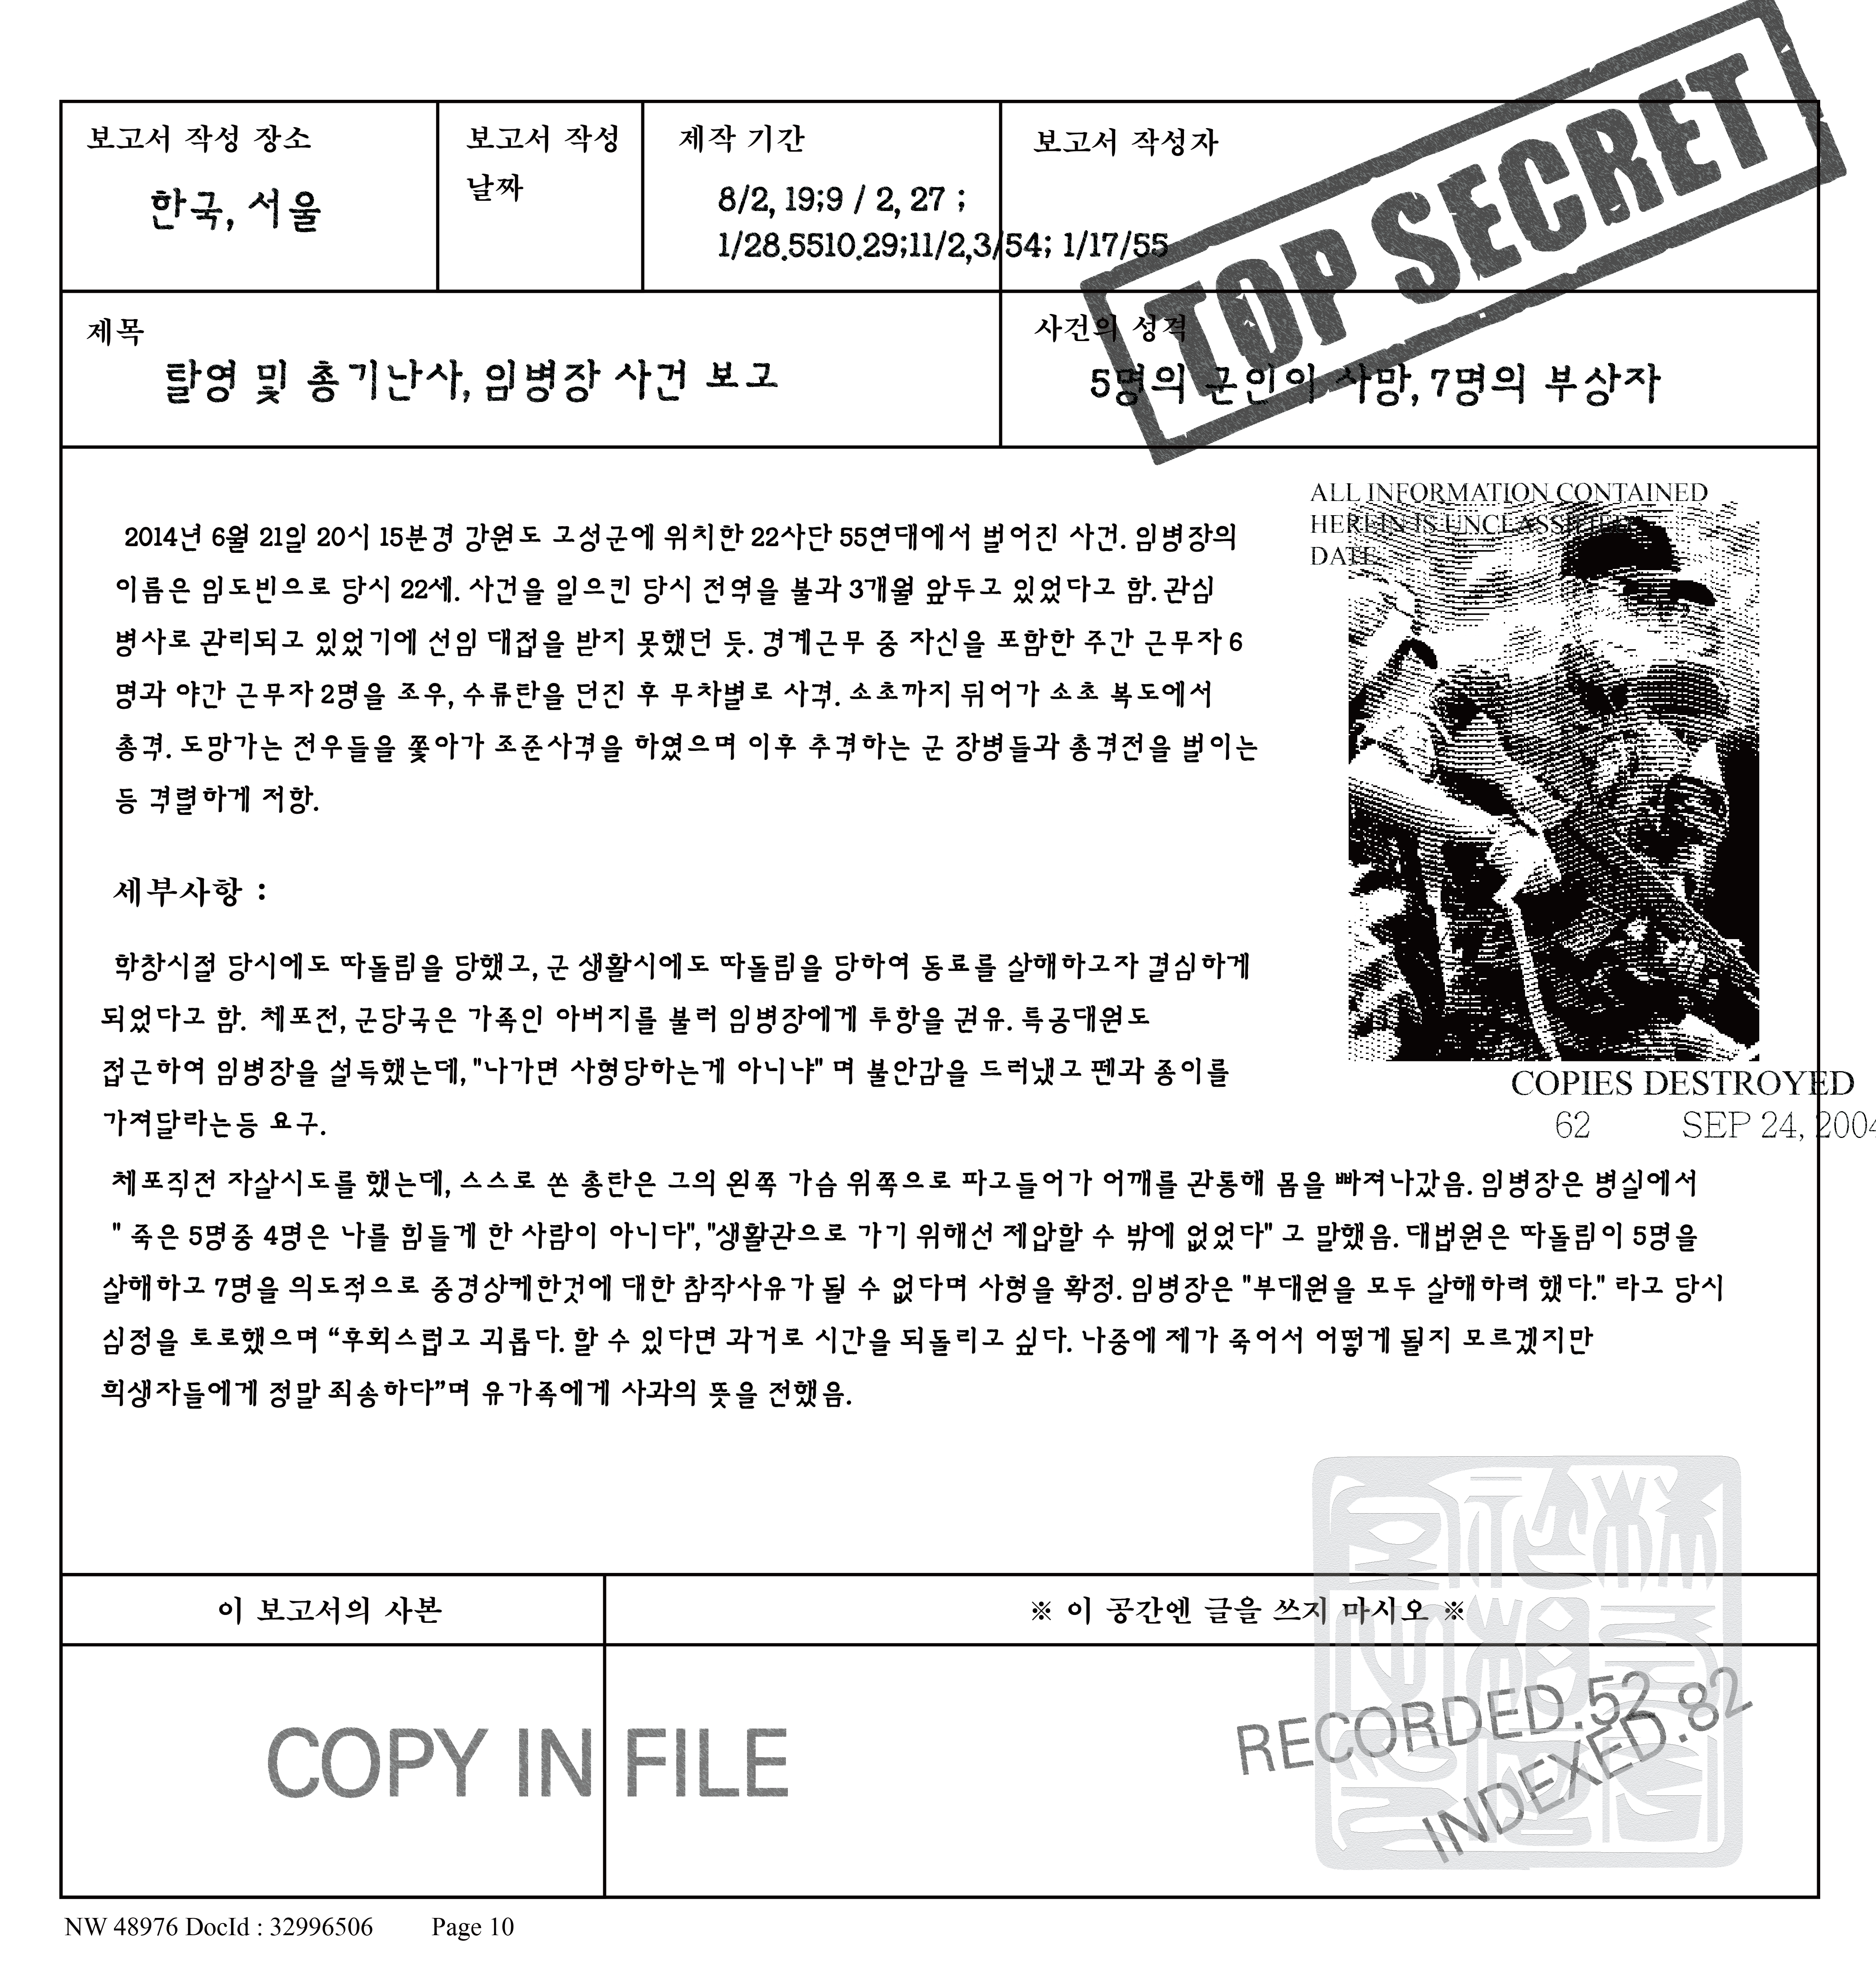 TOP SECRET
보고서 작성 장소
한국, 서울
보고서 작성
날짜
제작 기간
8/2, 19;9 / 2, 27 ;
1/28.5510.29;11/2,3/54; 1/17/55
보고서 작성자
제목
탈영 및 총기난사, 임병장 사건 보고
사건의 성격
5명의 군인이 사망, 7명의 부상자
ALL INFORMATION CONTAINED
HEREIN IS UNCLASSIFIED
DATE
2014년 6월 21일 20시 15분경 강원도 고성군에 위치한 22사단 55연대에서 벌어진 사건. 임병장의
이름은 임도빈으로 당시 22세. 사건을 일으킨 당시 전역을 불과 3개월 앞두고 있었다고 함. 관심
병사로 관리되고 있었기에 선임 대접을 받지 못했던 듯. 경계근무 중 자신을 포함한 주간 근무자 6
명과 야간 근무자 2명을 조우, 수류탄을 던진 후 무차별로 사격. 소초까지 뛰어가 소초 복도에서
총격. 도망가는 전우들을 쫓아가 조준사격을 하였으며 이후 추격하는 군 장병들과 총격전을 벌이는
등 격렬하게 저항.
세부사항 :
학창시절 당시에도 따돌림을 당했고, 군 생활시에도 따돌림을 당하여 동료를 살해하고자 결심하게
되었다고 함. 체포전, 군당국은 가족인 아버지를 불러 임병장에게 투항을 권유. 특공대원도
접근하여 임병장을 설득했는데, "나가면 사형당하는게 아니냐" 며 불안감을 드러냈고 펜과 종이를
가져달라는등 요구.
COPIES DESTROYED
62 SEP 24, 2004
체포직전 자살시도를 했는데, 스스로 쏜 총탄은 그의 왼쪽 가슴 위쪽으로 파고들어가 어깨를 관통해 몸을 빠져나갔음. 임병장은 병실에서
" 죽은 5명중 4명은 나를 힘들게 한 사람이 아니다", "생활관으로 가기 위해선 제압할 수 밖에 없었다" 고 말했음. 대법원은 따돌림이 5명을
살해하고 7명을 의도적으로 중경상케한것에 대한 참작사유가 될 수 없다며 사형을 확정. 임병장은 "부대원을 모두 살해하려 했다." 라고 당시
심정을 토로했으며 “후회스럽고 괴롭다. 할 수 있다면 과거로 시간을 되돌리고 싶다. 나중에 제가 죽어서 어떻게 될지 모르겠지만
희생자들에게 정말 죄송하다”며 유가족에게 사과의 뜻을 전했음.
이 보고서의 사본
※ 이 공간엔 글을 쓰지 마시오 ※
COPY IN FILE
RECORDED.52
INDEXED.82
NW 48976 DocId : 32996506 Page 10